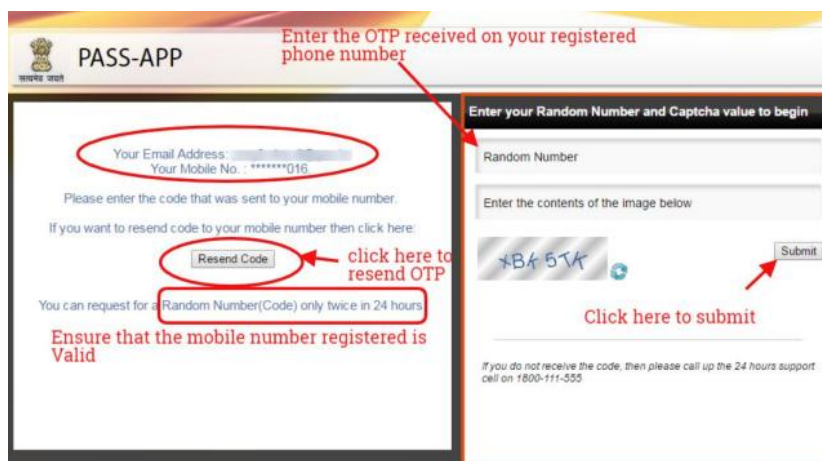 Enter the OTP received on your registered
phone number
सत्यमेव जयते
PASS-APP
Your Email Address:
Your Mobile No. : *******016
Please enter the code that was sent to your mobile number.
If you want to resend code to your mobile number then click here:
Resend Code
click here to
resend OTP
You can request for a Random Number(Code) only twice in 24 hours
Ensure that the mobile number registered is
Valid
Enter your Random Number and Captcha value to begin
Random Number
Enter the contents of the image below
XBK 5TK
Submit
Click here to submit
If you do not receive the code, then please call up the 24 hours support
cell on 1800-111-555